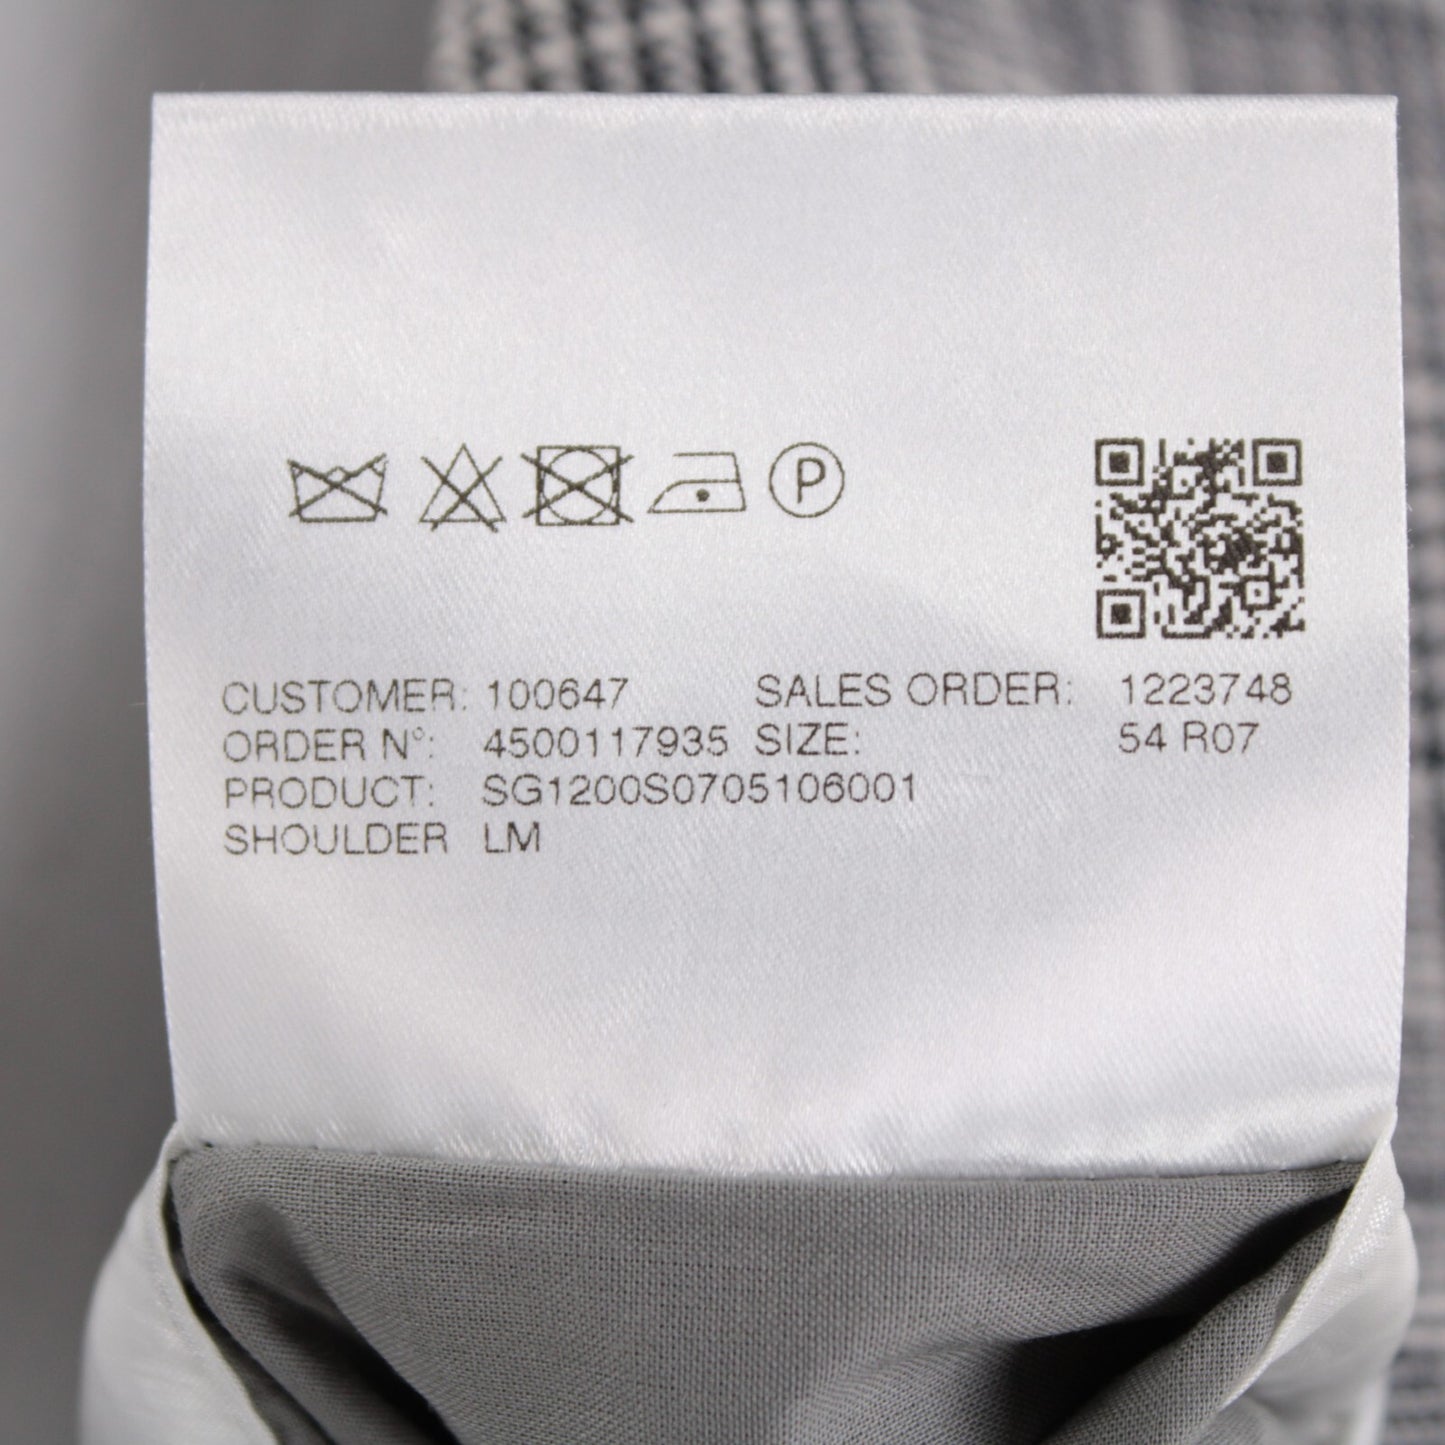 P
CUSTOMER: 100647 SALES ORDER: 1223748
ORDER N°: 4500117935 SIZE: 54 R07
PRODUCT: SG1200S0705106001
SHOULDER LM